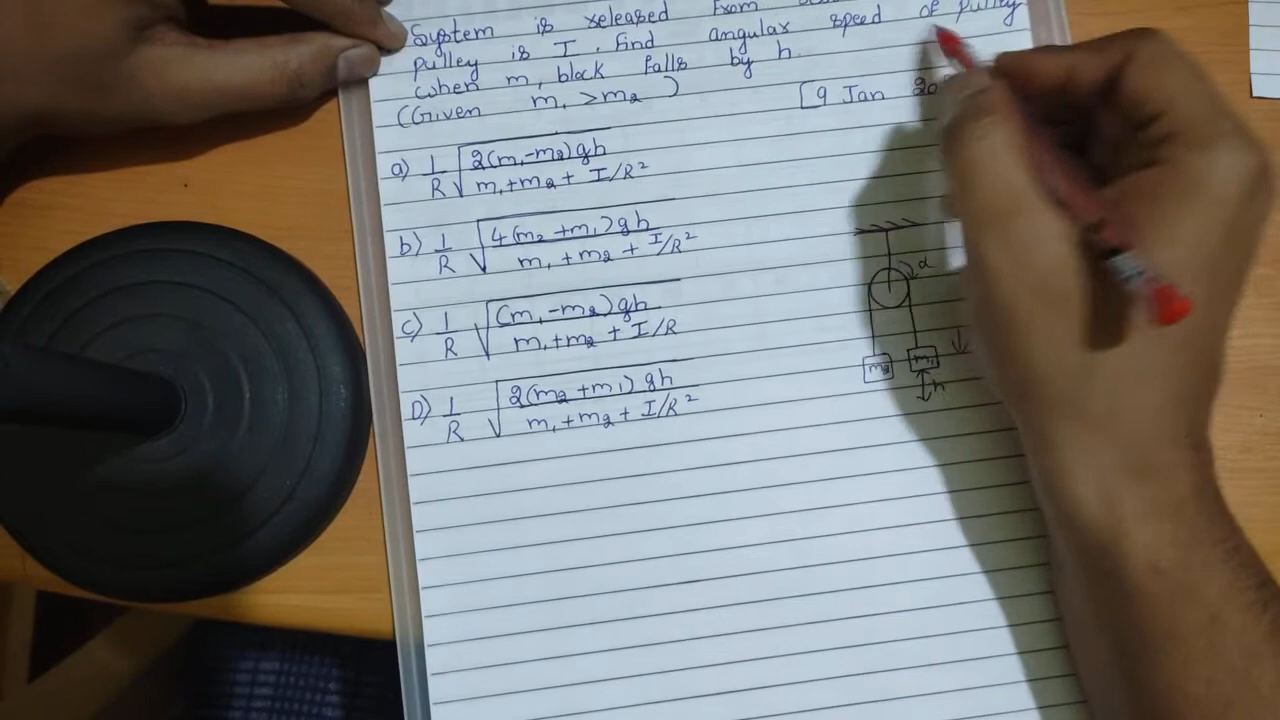 System is released from
pulley is I. Find angular speed of pulley
when m₁ block falls by h
(Given m₁ > m₂)
[9 Jan 20
a) 1/R √(2(m₁-m₂)gh / m₁+m₂+ I/R²)
b) 1/R √(4(m₂+m₁)gh / m₁+m₂+ I/R²)
c) 1/R √((m₁-m₂)gh / m₁+m₂ + I/R)
D) 1/R √(2(m₂+m₁)gh / m₁+m₂+ I/R²)
α
m₂ m₁
h